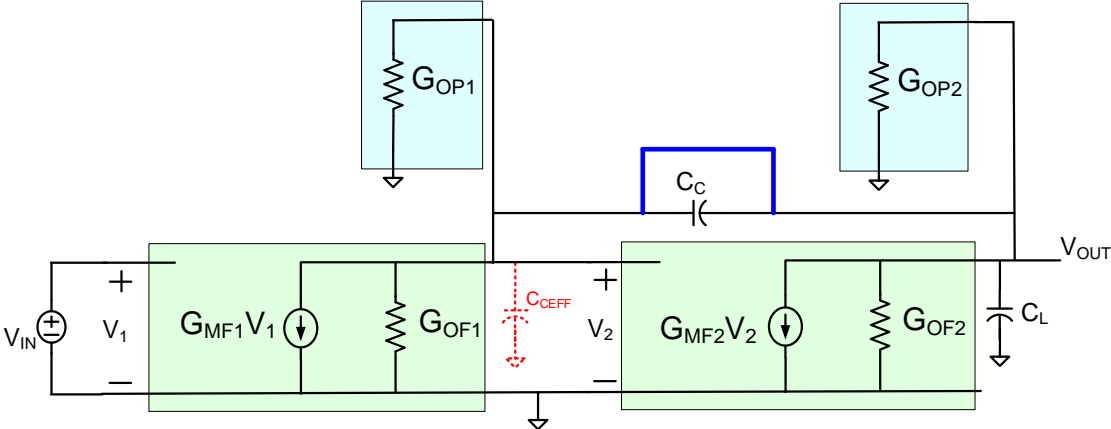 GOP1
GOP2
CC
VOUT
+
CCEFF
+
VIN
V1
GMF1V1
GOF1
V2
GMF2V2
GOF2
CL
−
−